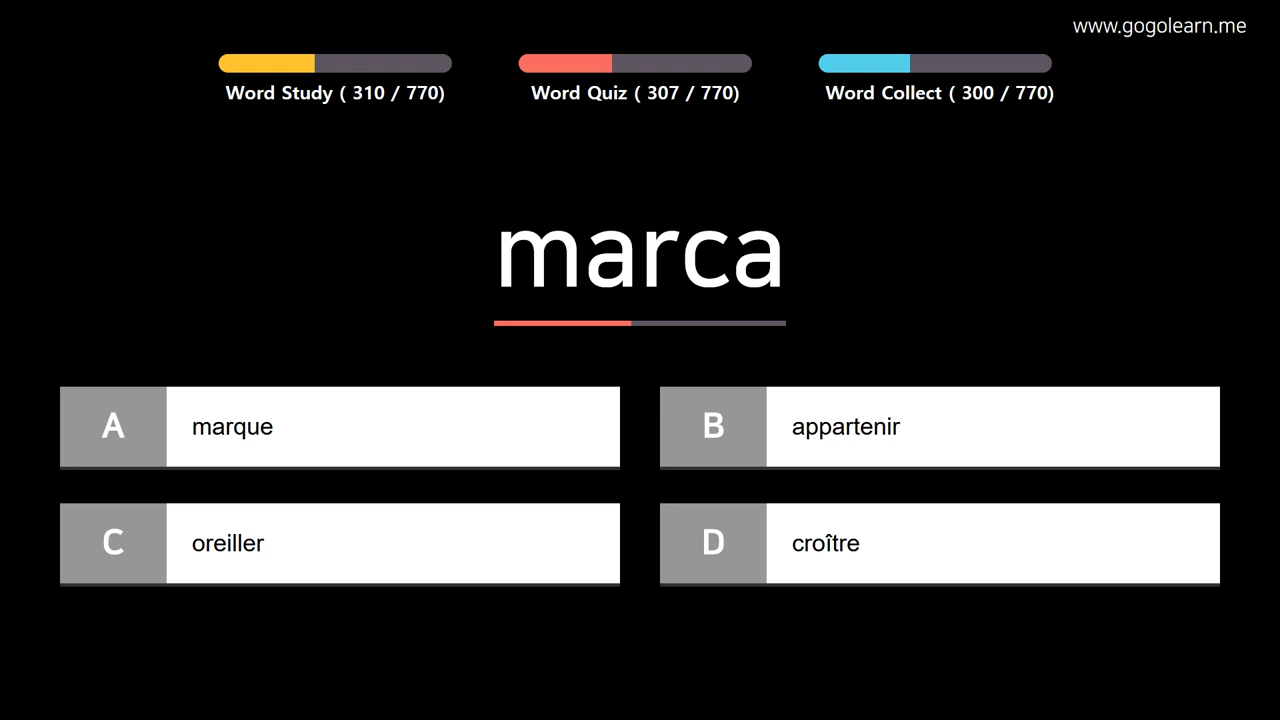 www.gogolearn.me
Word Study ( 310 / 770)
Word Quiz ( 307 / 770)
Word Collect ( 300 / 770)
marca
A marque
B appartenir
C oreiller
D croître